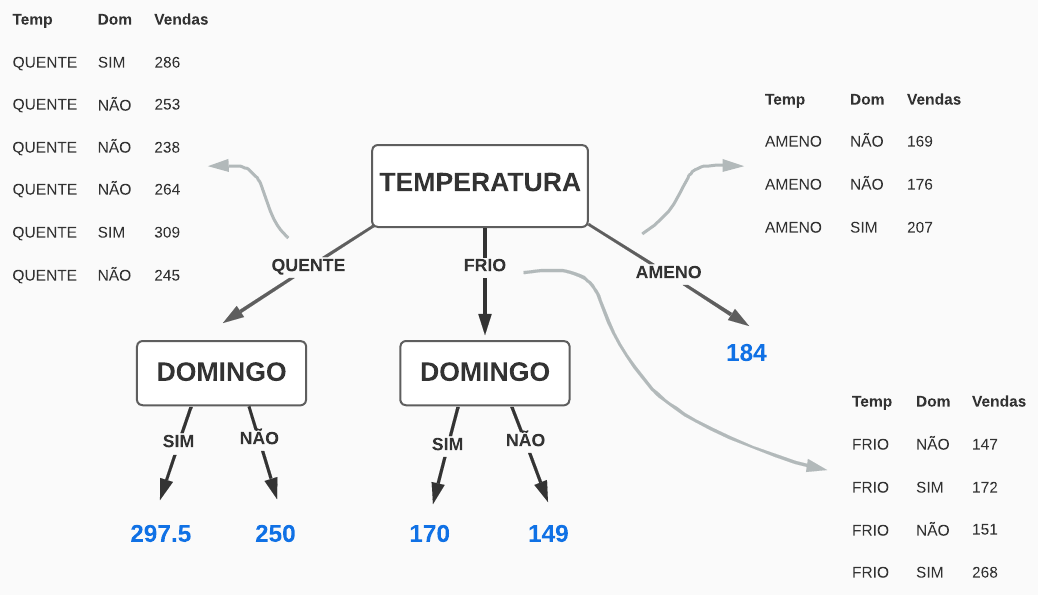 Temp Dom Vendas
QUENTE SIM 286
QUENTE NÃO 253
QUENTE NÃO 238
QUENTE NÃO 264
QUENTE SIM 309
QUENTE NÃO 245
Temp Dom Vendas
AMENO NÃO 169
AMENO NÃO 176
AMENO SIM 207
TEMPERATURA
QUENTE
FRIO
AMENO
DOMINGO
DOMINGO
184
SIM
NÃO
SIM
NÃO
297.5
250
170
149
Temp Dom Vendas
FRIO NÃO 147
FRIO SIM 172
FRIO NÃO 151
FRIO SIM 268